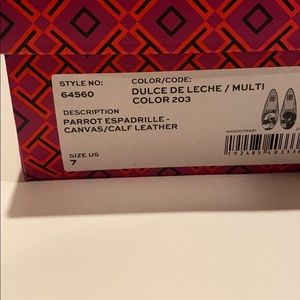 STYLE NO:
64560
COLOR/CODE:
DULCE DE LECHE / MULTI
COLOR 203
DESCRIPTION
PARROT ESPADRILLE -
CANVAS/CALF LEATHER
SIZE US
7